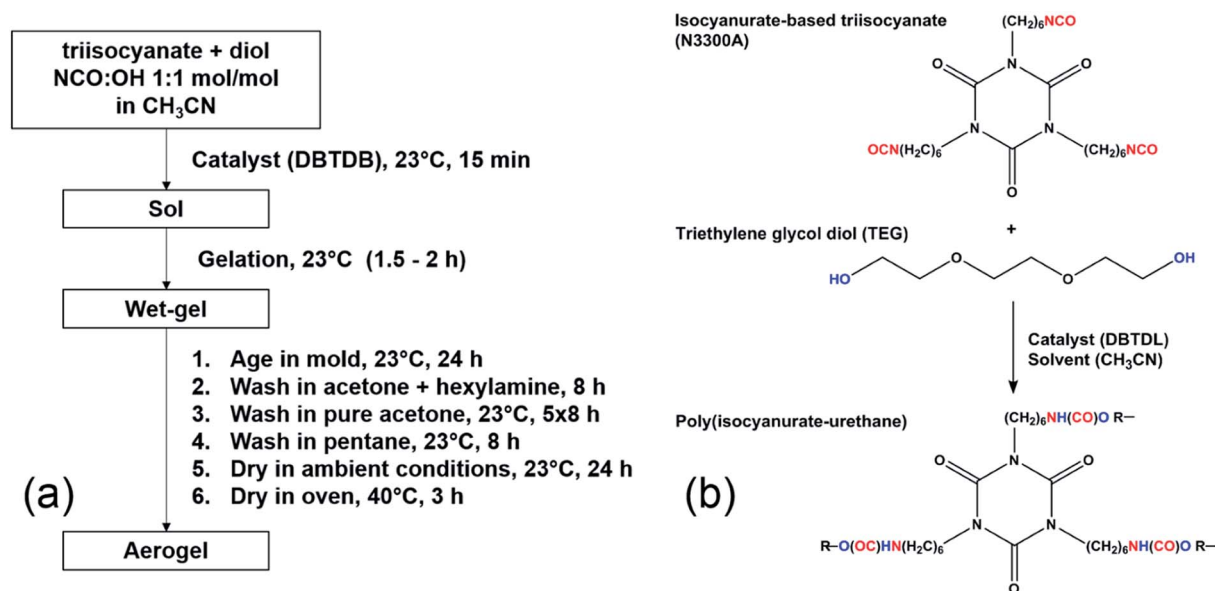 triisocyanate + diol
NCO:OH 1:1 mol/mol
in CH₃CN
Catalyst (DBTDB), 23°C, 15 min
Sol
Gelation, 23°C (1.5 - 2 h)
Wet-gel
1. Age in mold, 23°C, 24 h
2. Wash in acetone + hexylamine, 8 h
3. Wash in pure acetone, 23°C, 5x8 h
4. Wash in pentane, 23°C, 8 h
5. Dry in ambient conditions, 23°C, 24 h
6. Dry in oven, 40°C, 3 h
(a)
Aerogel
Isocyanurate-based triisocyanate
(N3300A)
(CH₂)₆NCO
O N O
N N
OCN(H₂C)₆ (CH₂)₆NCO
O
+
Triethylene glycol diol (TEG)
HO O O OH
Catalyst (DBTDL)
Solvent (CH₃CN)
Poly(isocyanurate-urethane)
(CH₂)₆NH(CO)O R–
O N O
(b)
N N
R–O(OC)HN(H₂C)₆ (CH₂)₆NH(CO)O R–
O